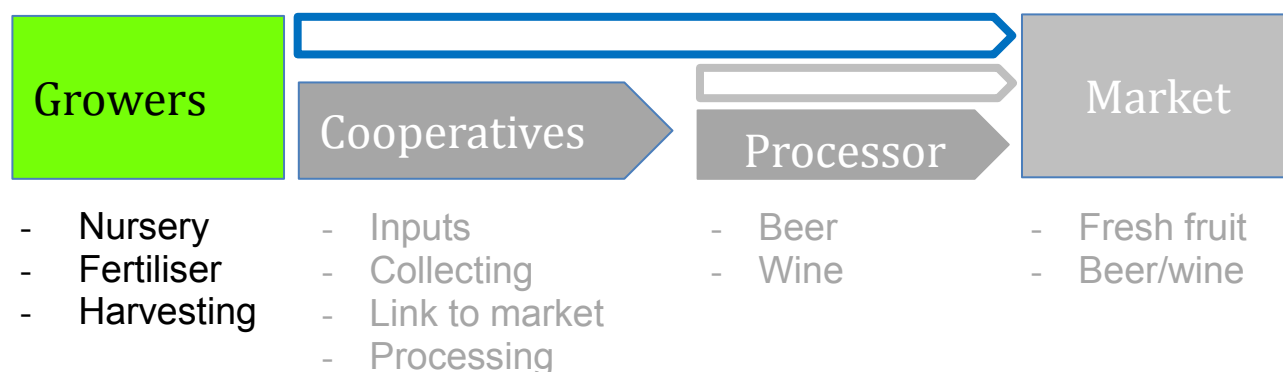 Growers
Cooperatives
Processor
Market
- Nursery
- Fertiliser
- Harvesting
- Inputs
- Collecting
- Link to market
- Processing
- Beer
- Wine
- Fresh fruit
- Beer/wine